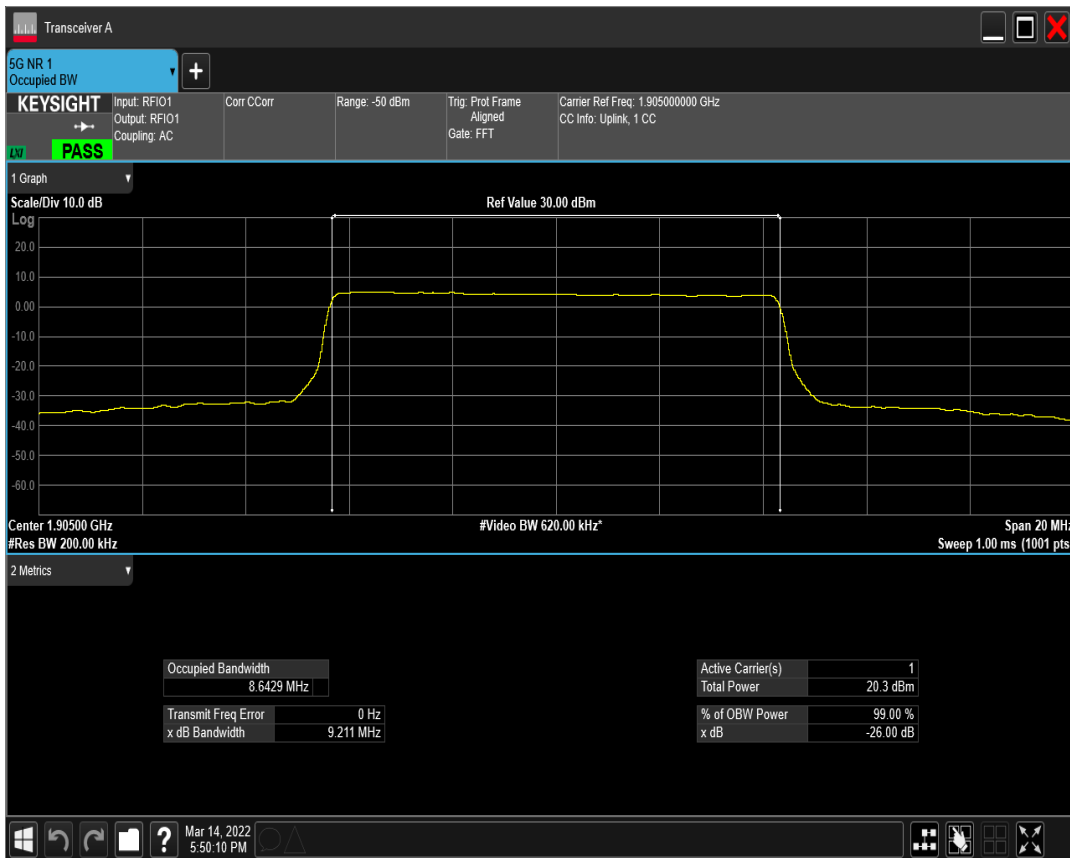 Transceiver A
5G NR 1
Occupied BW
+
KEYSIGHT
LXI
PASS
Input: RFIO1
Output: RFIO1
Coupling: AC
Corr CCorr
Range: -50 dBm
Trig: Prot Frame
Aligned
Gate: FFT
Carrier Ref Freq: 1.905000000 GHz
CC Info: Uplink, 1 CC
1 Graph
Scale/Div 10.0 dB
Ref Value 30.00 dBm
Log
20.0
10.0
0.00
-10.0
-20.0
-30.0
-40.0
-50.0
-60.0
Center 1.90500 GHz
#Video BW 620.00 kHz*
Span 20 MHz
#Res BW 200.00 kHz
Sweep 1.00 ms (1001 pts
2 Metrics
Occupied Bandwidth
8.6429 MHz
Transmit Freq Error 0 Hz
x dB Bandwidth 9.211 MHz
Active Carrier(s) 1
Total Power 20.3 dBm
% of OBW Power 99.00 %
x dB -26.00 dB
?
Mar 14, 2022
5:50:10 PM